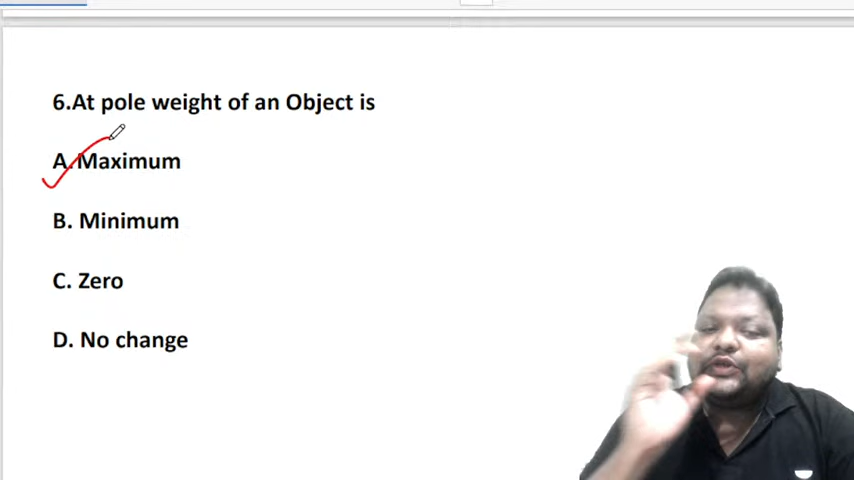 6.At pole weight of an Object is
A. Maximum
B. Minimum
C. Zero
D. No change